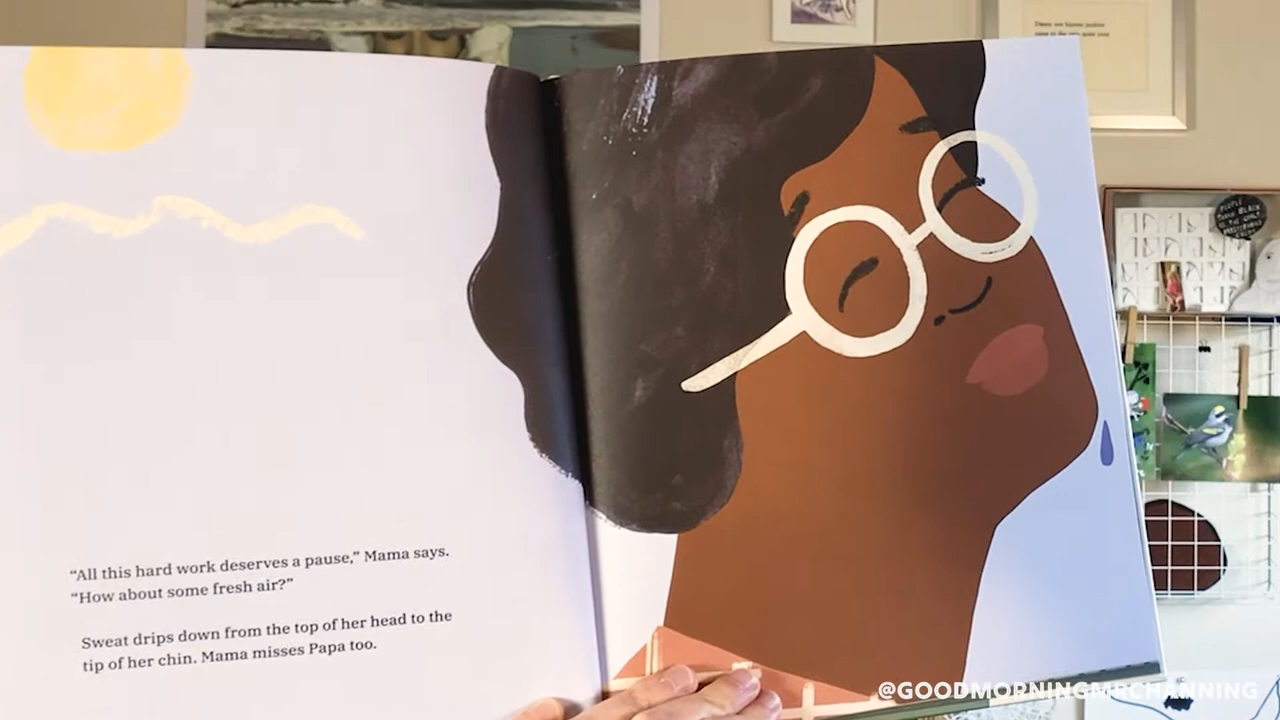 “All this hard work deserves a pause,” Mama says.
“How about some fresh air?”
Sweat drips down from the top of her head to the
tip of her chin. Mama misses Papa too.
@GOODMORNINGMRCHANNING